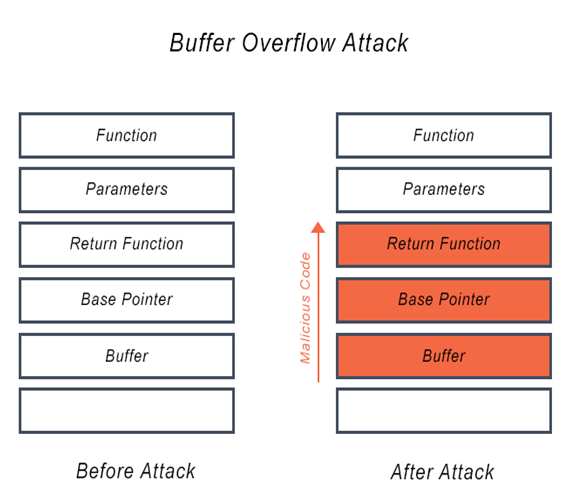 Buffer Overflow Attack
Function
Parameters
Return Function
Base Pointer
Buffer
Before Attack
Malicious Code
Function
Parameters
Return Function
Base Pointer
Buffer
After Attack